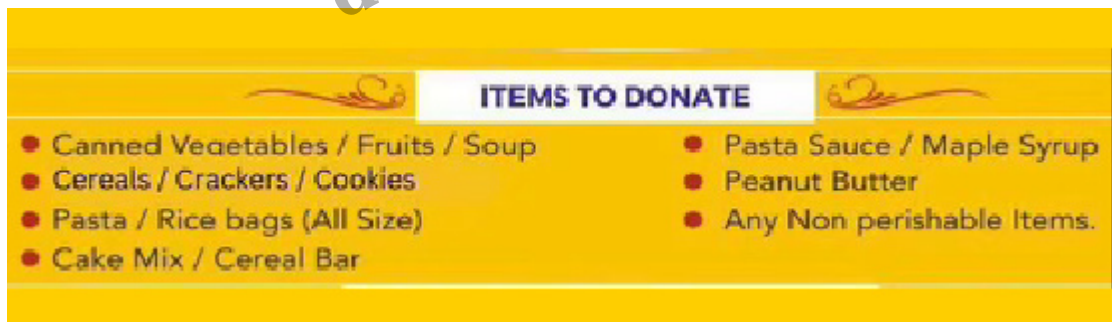 ITEMS TO DONATE
Canned Vegetables / Fruits / Soup
Cereals / Crackers / Cookies
Pasta / Rice bags (All Size)
Cake Mix / Cereal Bar
Pasta Sauce / Maple Syrup
Peanut Butter
Any Non perishable Items.